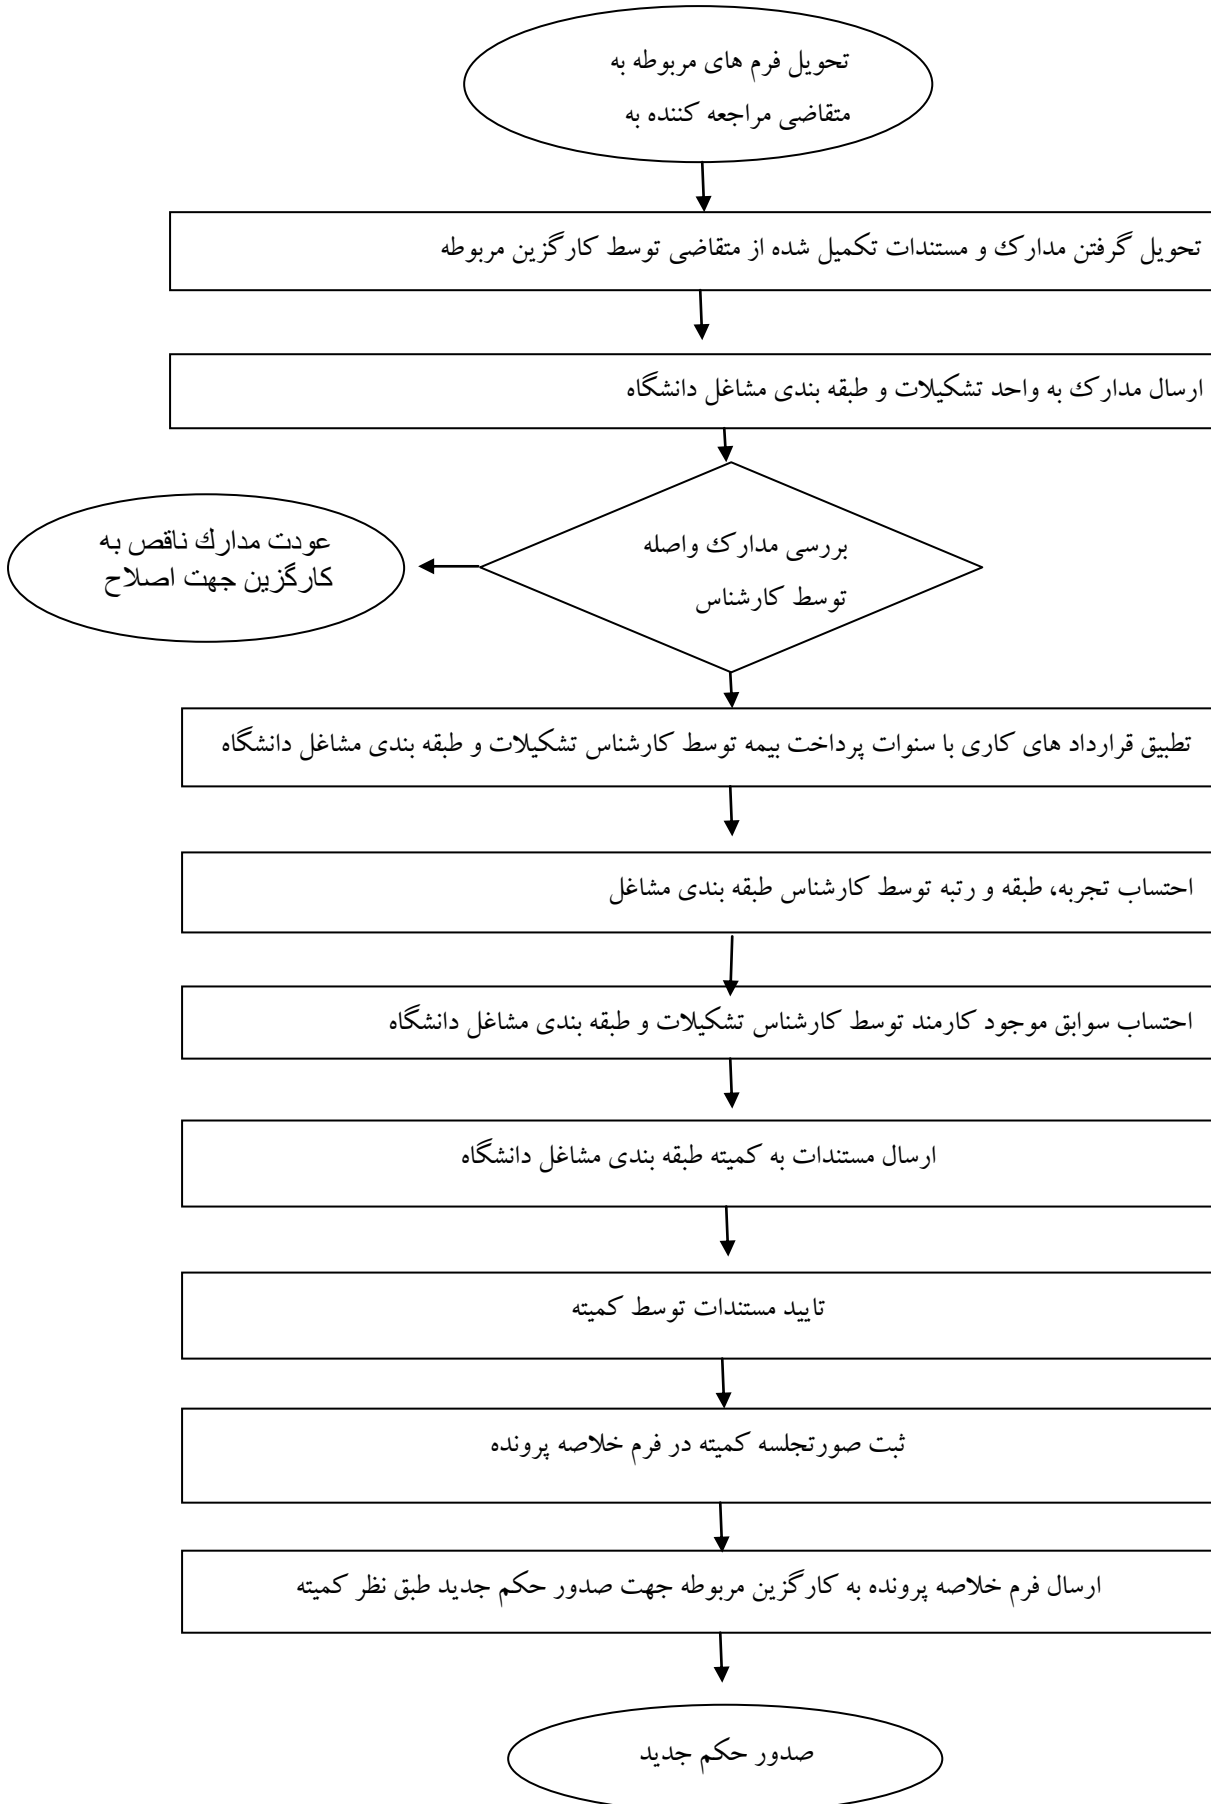 تحویل فرم های مربوطه به
متقاضی مراجعه کننده به
تحویل گرفتن مدارک و مستندات تکمیل شده از متقاضی توسط کارگزین مربوطه
ارسال مدارک به واحد تشکیلات و طبقه بندی مشاغل دانشگاه
بررسی مدارک واصله
توسط کارشناس
عودت مدارك ناقص به
کارگزین جهت اصلاح
تطبیق قرارداد های کاری با سنوات پرداخت بیمه توسط کارشناس تشکیلات و طبقه بندی مشاغل دانشگاه
احتساب تجربه، طبقه و رتبه توسط کارشناس طبقه بندی مشاغل
احتساب سوابق موجود کارمند توسط کارشناس تشکیلات و طبقه بندی مشاغل دانشگاه
ارسال مستندات به کمیته طبقه بندی مشاغل دانشگاه
تایید مستندات توسط کمیته
ثبت صورتجلسه کمیته در فرم خلاصه پرونده
ارسال فرم خلاصه پرونده به کارگزین مربوطه جهت صدور حکم جدید طبق نظر کمیته
صدور حکم جدید